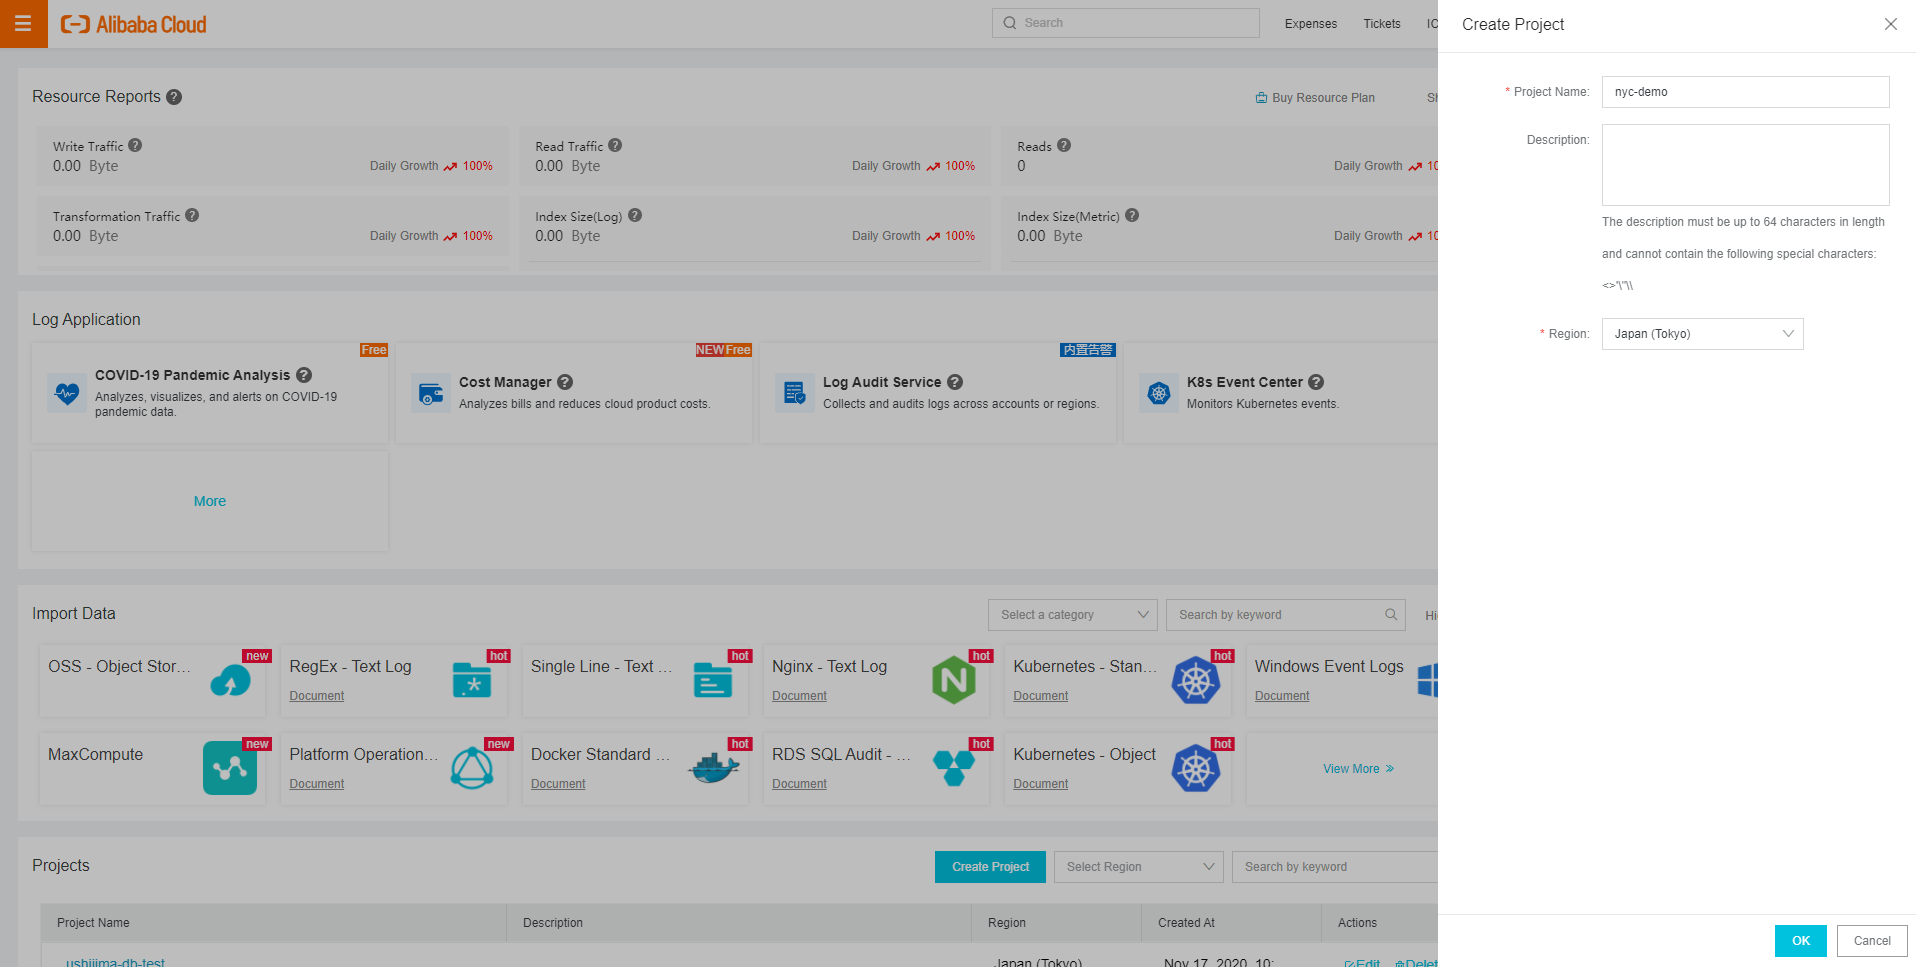 Alibaba Cloud
Search
Expenses
Tickets
Resource Reports ?
Buy Resource Plan
Write Traffic ?
0.00 Byte
Daily Growth 100%
Read Traffic ?
0.00 Byte
Daily Growth 100%
Reads ?
0
Daily Growth
Transformation Traffic ?
0.00 Byte
Daily Growth 100%
Index Size(Log) ?
0.00 Byte
Daily Growth 100%
Index Size(Metric) ?
0.00 Byte
Daily Growth
Log Application
Free
COVID-19 Pandemic Analysis ?
Analyzes, visualizes, and alerts on COVID-19
pandemic data.
NEW Free
Cost Manager ?
Analyzes bills and reduces cloud product costs.
内置告警
Log Audit Service ?
Collects and audits logs across accounts or regions.
K8s Event Center ?
Monitors Kubernetes events.
More
Import Data
Select a category
Search by keyword
OSS - Object Stor...
new
RegEx - Text Log
hot
Document
Single Line - Text ...
hot
Nginx - Text Log
hot
Document
Kubernetes - Stan...
hot
Document
Windows Event Logs
Document
MaxCompute
new
Platform Operation...
new
Document
Docker Standard ...
hot
Document
RDS SQL Audit - ...
hot
Document
Kubernetes - Object
hot
Document
View More »
Projects
Create Project
Select Region
Search by keyword
Project Name
Description
Region
Created At
Actions
ushijima-db-test
Japan (Tokyo)
Nov 17, 2020, 10:
Edit
Delet
Create Project
* Project Name:
nyc-demo
Description:
The description must be up to 64 characters in length
and cannot contain the following special characters:
<>'\"\\
* Region:
Japan (Tokyo)
OK
Cancel